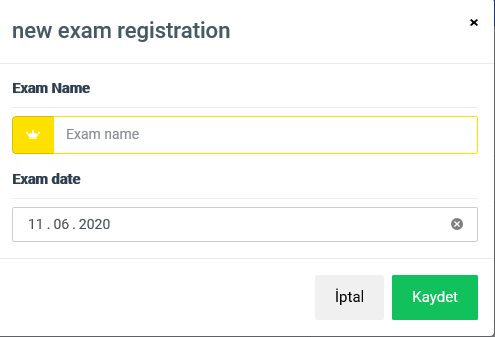 new exam registration
Exam Name
Exam name
Exam date
11 . 06 . 2020
İptal
Kaydet